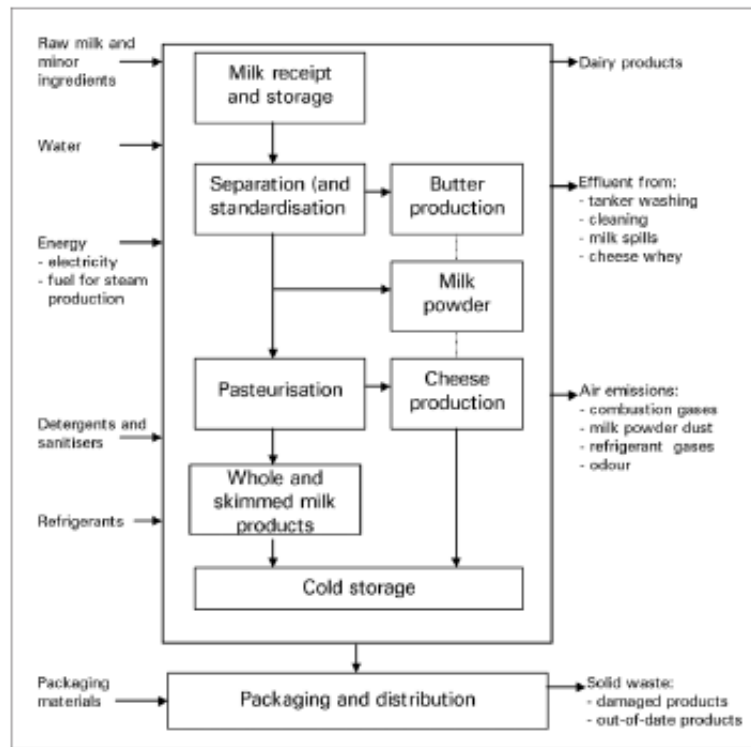 Raw milk and
minor
ingredients
Water
Energy
- electricity
- fuel for steam
production
Detergents and
sanitisers
Refrigerants
Packaging
materials
Milk receipt
and storage
Separation (and
standardisation
Butter
production
Milk
powder
Pasteurisation
Cheese
production
Whole and
skimmed milk
products
Cold storage
Packaging and distribution
Dairy products
Effluent from:
- tanker washing
- cleaning
- milk spills
- cheese whey
Air emissions:
- combustion gases
- milk powder dust
- refrigerant gases
- odour
Solid waste:
- damaged products
- out-of-date products